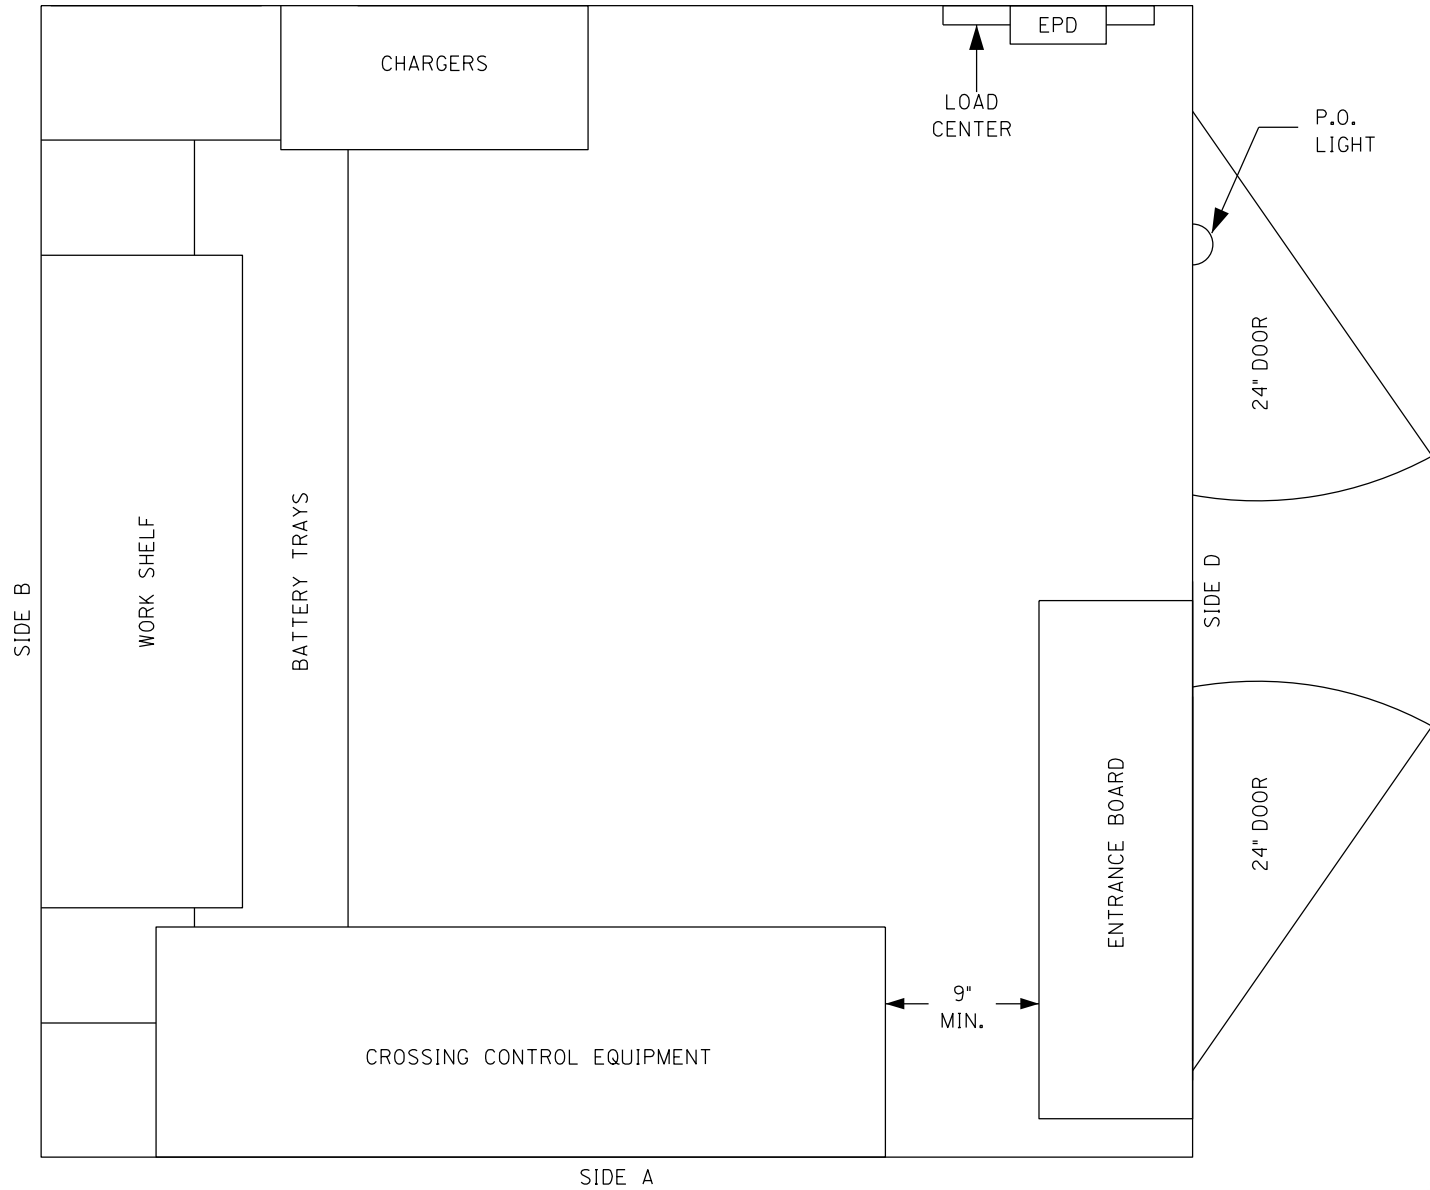 EPD
CHARGERS
LOAD
CENTER
P.O.
LIGHT
24" DOOR
WORK SHELF
BATTERY TRAYS
SIDE B
SIDE D
ENTRANCE BOARD
24" DOOR
9"
MIN.
CROSSING CONTROL EQUIPMENT
SIDE A